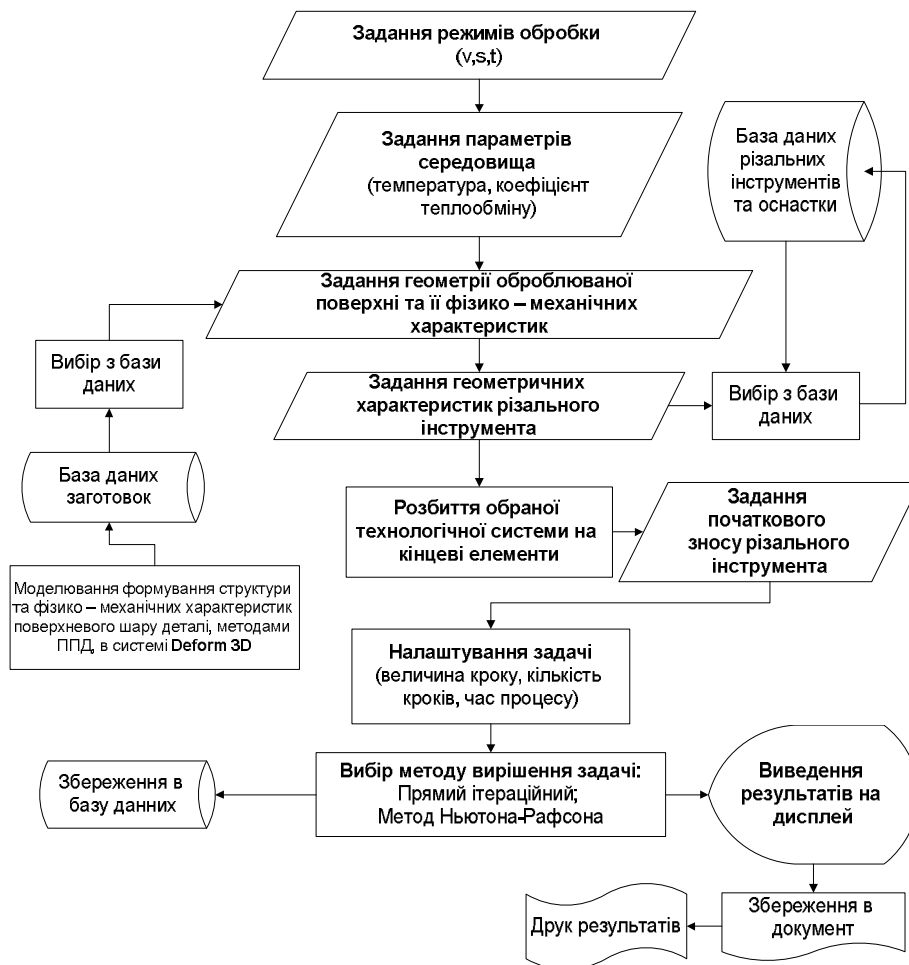 Задання режимів обробки
(v,s,t)
Задання параметрів
середовища
(температура, коефіцієнт
теплообміну)
База даних
різальних
інструментів
та оснастки
Задання геометрії оброблюваної
поверхні та її фізико – механічних
характеристик
Вибір з бази
даних
Задання геометричних
характеристик різального
інструмента
Вибір з бази
даних
База даних
заготовок
Розбиття обраної
технологічної системи на
кінцеві елементи
Задання
початкового
зносу різального
інструмента
Моделювання формування структури
та фізико – механічних характеристик
поверхневого шару деталі, методами
ППД, в системі Deform 3D
Налаштування задачі
(величина кроку, кількість
кроків, час процесу)
Збереження в
базу данних
Вибір методу вирішення задачі:
Прямий ітераційний;
Метод Ньютона-Рафсона
Виведення
результатів на
дисплей
Друк результатів
Збереження в
документ